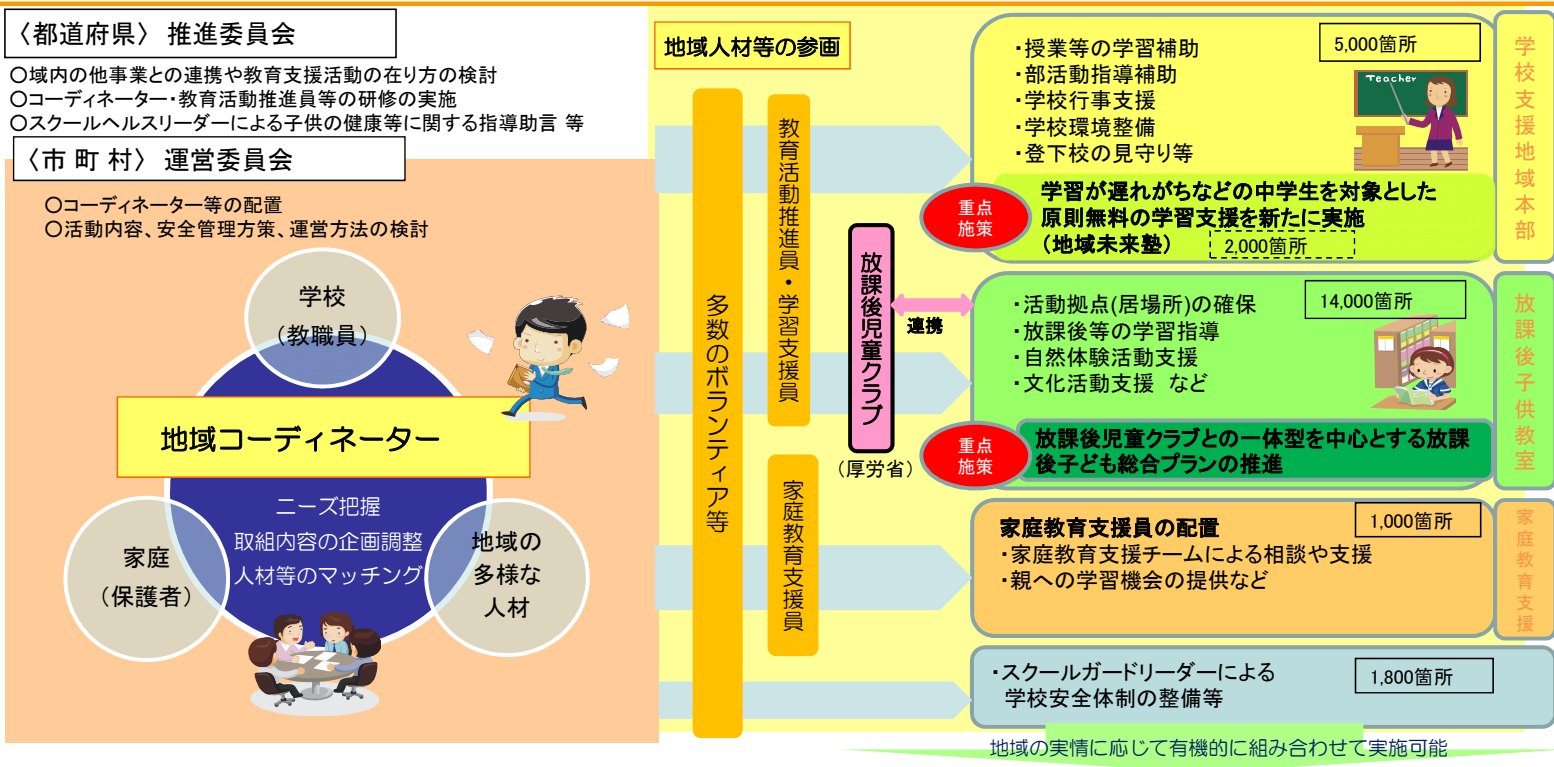 〈都道府県〉 推進委員会
○域内の他事業との連携や教育支援活動の在り方の検討
○コーディネーター・教育活動推進員等の研修の実施
○スクールヘルスリーダーによる子供の健康等に関する指導助言 等
〈市 町 村〉 運営委員会
○コーディネーター等の配置
○活動内容、安全管理方策、運営方法の検討
学校
(教職員)
地域コーディネーター
ニーズ把握
取組内容の企画調整
人材等のマッチング
家庭
(保護者)
地域の
多様な
人材
地域人材等の参画
多数のボランティア等
教育活動推進員・学習支援員
家庭教育支援員
放課後児童クラブ
(厚労省)
連携
・授業等の学習補助
・部活動指導補助
・学校行事支援
・学校環境整備
・登下校の見守り等
5,000箇所
Teacher
重点
施策
学習が遅れがちなどの中学生を対象とした
原則無料の学習支援を新たに実施
(地域未来塾)
2,000箇所
学校支援地域本部
・活動拠点(居場所)の確保
・放課後等の学習指導
・自然体験活動支援
・文化活動支援 など
14,000箇所
重点
施策
放課後児童クラブとの一体型を中心とする放課
後子ども総合プランの推進
放課後子供教室
家庭教育支援員の配置
・家庭教育支援チームによる相談や支援
・親への学習機会の提供など
1,000箇所
家庭教育支援
・スクールガードリーダーによる
学校安全体制の整備等
1,800箇所
地域の実情に応じて有機的に組み合わせて実施可能